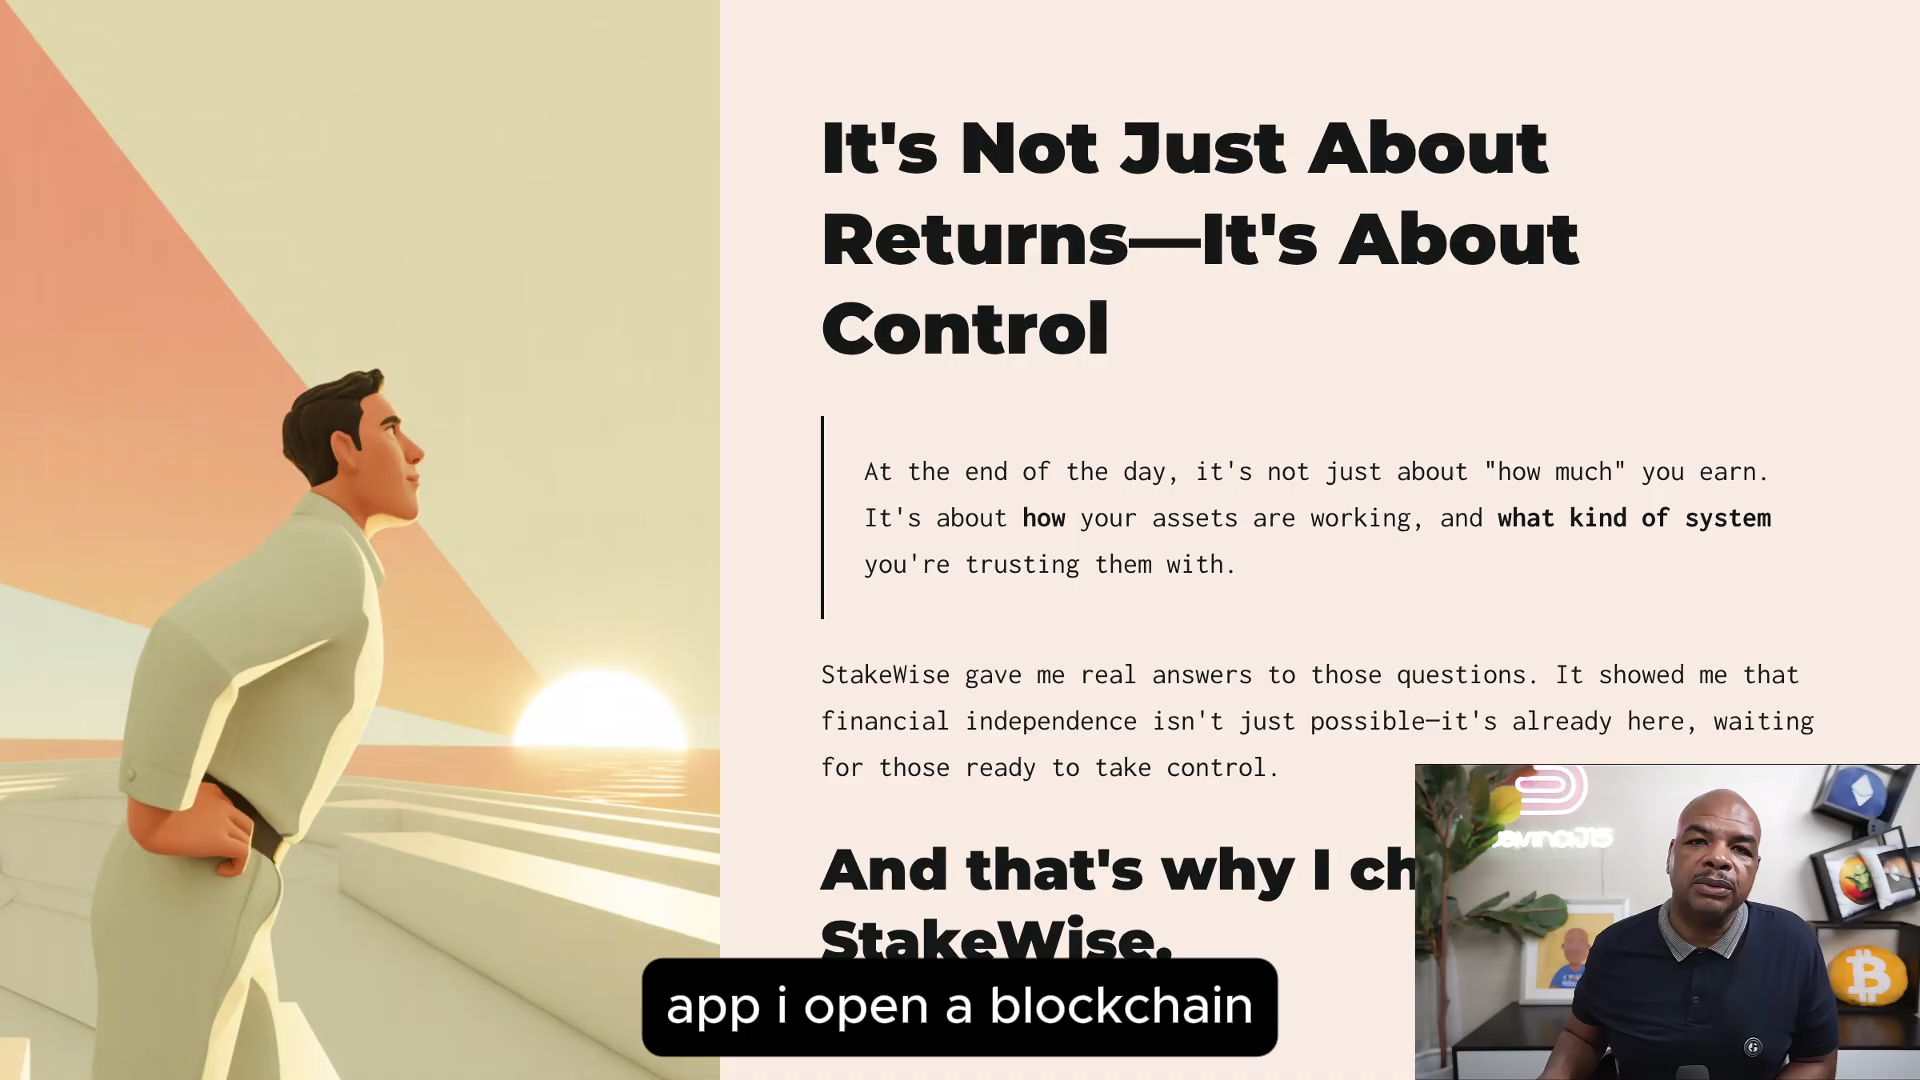 It's Not Just About
Returns—It's About
Control
At the end of the day, it's not just about "how much" you earn.
It's about how your assets are working, and what kind of system
you're trusting them with.
StakeWise gave me real answers to those questions. It showed me that
financial independence isn't just possible—it's already here, waiting
for those ready to take control.
And that's why I ch
StakeWise.
app i open a blockchain